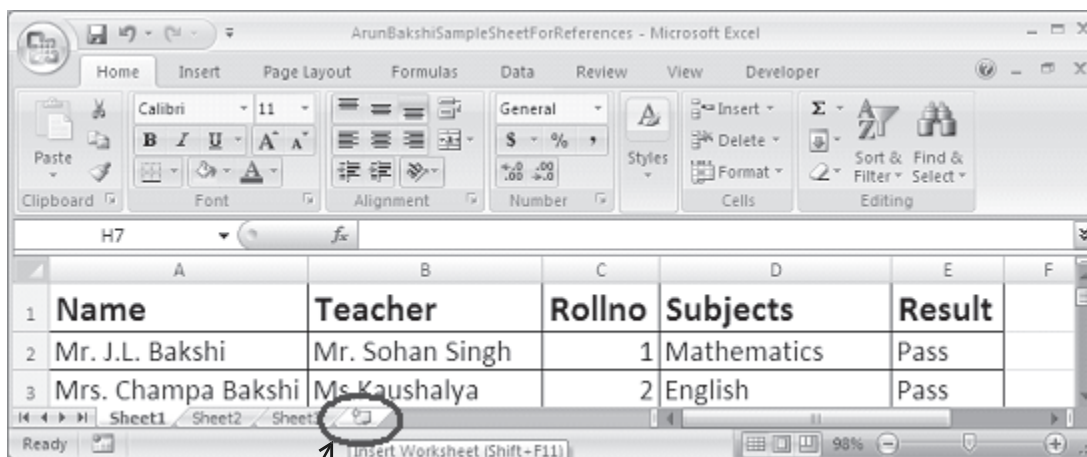 ArunBakshiSampleSheetForReferences - Microsoft Excel
Home Insert Page Layout Formulas Data Review View Developer
Calibri 11 General Insert Σ
B I U A A $ % , Delete
Paste Styles Format Sort & Filter Find & Select
Clipboard Font Alignment Number Cells Editing
H7 fx
A B C D E F
1 Name Teacher Rollno Subjects Result
2 Mr. J.L. Bakshi Mr. Sohan Singh 1 Mathematics Pass
3 Mrs. Champa Bakshi Ms Kaushalya 2 English Pass
Sheet1 Sheet2 Sheet
Ready Insert Worksheet (Shift+F11) 98%